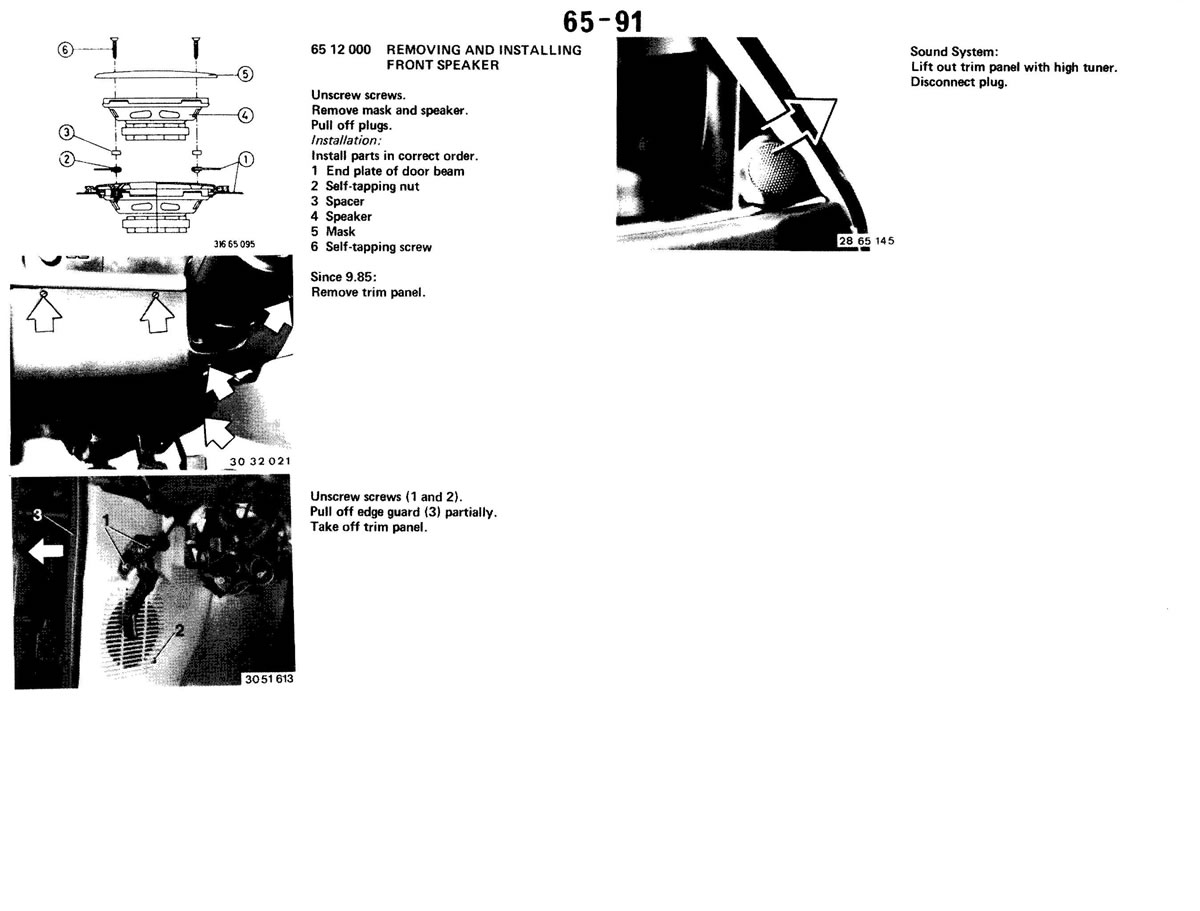 65-91
6
5
4
3
2
1
316 65 095
65 12 000 REMOVING AND INSTALLING
FRONT SPEAKER
Unscrew screws.
Remove mask and speaker.
Pull off plugs.
Installation:
Install parts in correct order.
1 End plate of door beam
2 Self-tapping nut
3 Spacer
4 Speaker
5 Mask
6 Self-tapping screw
Since 9.85:
Remove trim panel.
30 32 021
3
1
2
30 51 613
Unscrew screws (1 and 2).
Pull off edge guard (3) partially.
Take off trim panel.
28 65 145
Sound System:
Lift out trim panel with high tuner.
Disconnect plug.